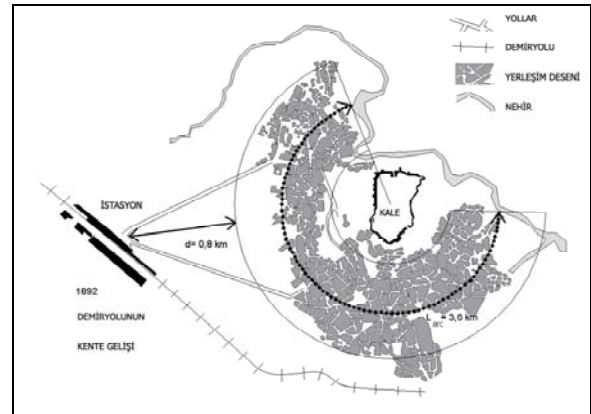 YOLLAR
DEMİRYOLU
YERLEŞİM DESENİ
NEHİR
İSTASYON
KALE
d= 0,8 km
L arc = 3,6 km
1892
DEMİRYOLUNUN
KENTE GELİŞİ